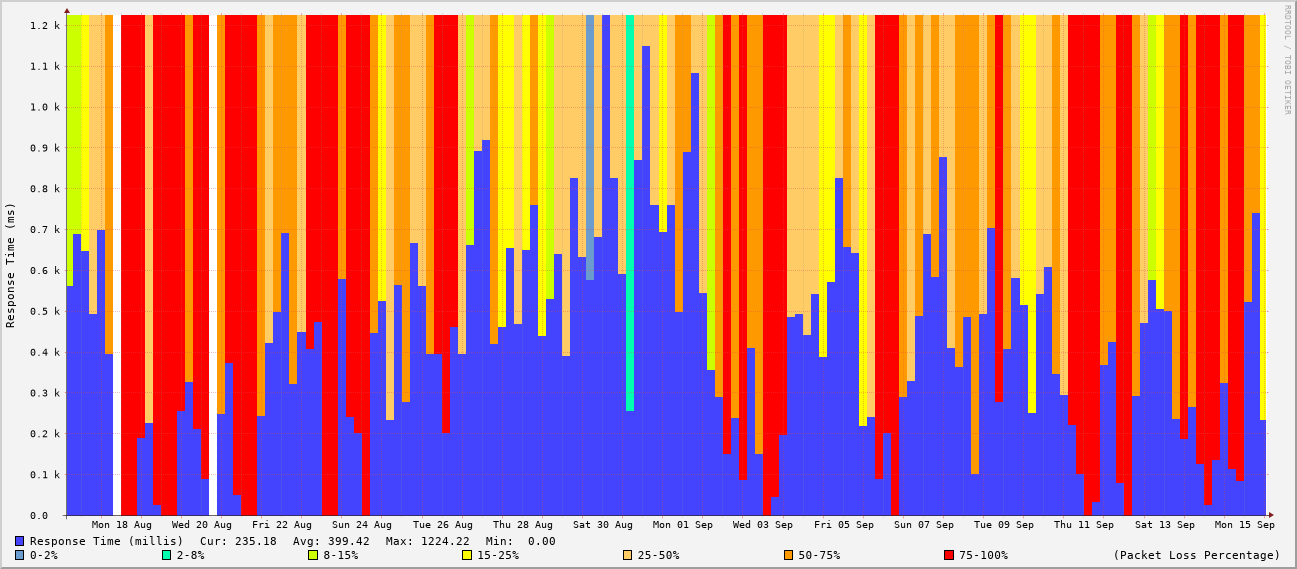 RRDTOOL / TOBI OETIKER
Response Time (ms)
1.2 k
1.1 k
1.0 k
0.9 k
0.8 k
0.7 k
0.6 k
0.5 k
0.4 k
0.3 k
0.2 k
0.1 k
0.0
Mon 18 Aug Wed 20 Aug Fri 22 Aug Sun 24 Aug Tue 26 Aug Thu 28 Aug Sat 30 Aug Mon 01 Sep Wed 03 Sep Fri 05 Sep Sun 07 Sep Tue 09 Sep Thu 11 Sep Sat 13 Sep Mon 15 Sep
Response Time (millis) Cur: 235.18 Avg: 399.42 Max: 1224.22 Min: 0.00
0-2% 2-8% 8-15% 15-25% 25-50% 50-75% 75-100% (Packet Loss Percentage)